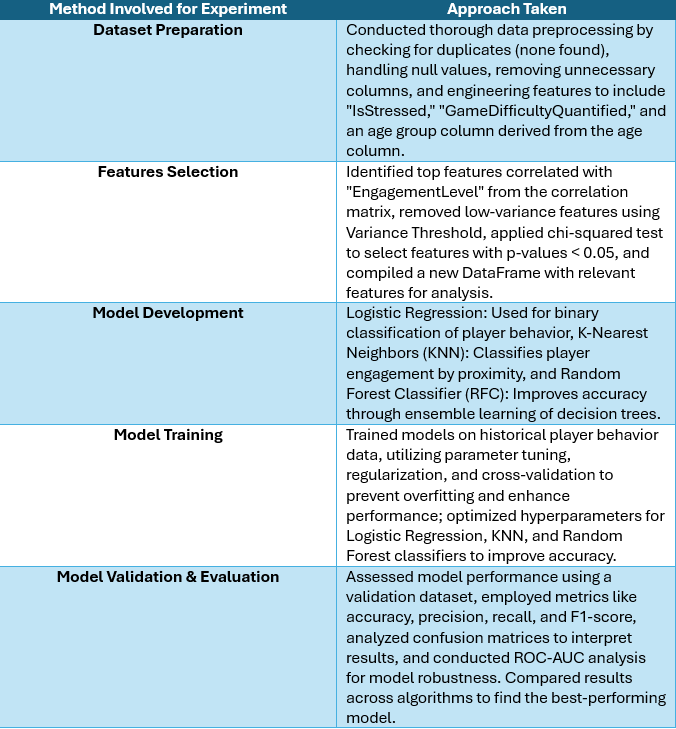 Method Involved for Experiment
Approach Taken
Dataset Preparation
Conducted thorough data preprocessing by
checking for duplicates (none found),
handling null values, removing unnecessary
columns, and engineering features to include
"IsStressed," "GameDifficultyQuantified," and
an age group column derived from the age
column.
Features Selection
Identified top features correlated with
"EngagementLevel" from the correlation
matrix, removed low-variance features using
Variance Threshold, applied chi-squared test
to select features with p-values < 0.05, and
compiled a new DataFrame with relevant
features for analysis.
Model Development
Logistic Regression: Used for binary
classification of player behavior, K-Nearest
Neighbors (KNN): Classifies player
engagement by proximity, and Random
Forest Classifier (RFC): Improves accuracy
through ensemble learning of decision trees.
Model Training
Trained models on historical player behavior
data, utilizing parameter tuning,
regularization, and cross-validation to
prevent overfitting and enhance
performance; optimized hyperparameters for
Logistic Regression, KNN, and Random
Forest classifiers to improve accuracy.
Model Validation & Evaluation
Assessed model performance using a
validation dataset, employed metrics like
accuracy, precision, recall, and F1-score,
analyzed confusion matrices to interpret
results, and conducted ROC-AUC analysis
for model robustness. Compared results
across algorithms to find the best-performing
model.